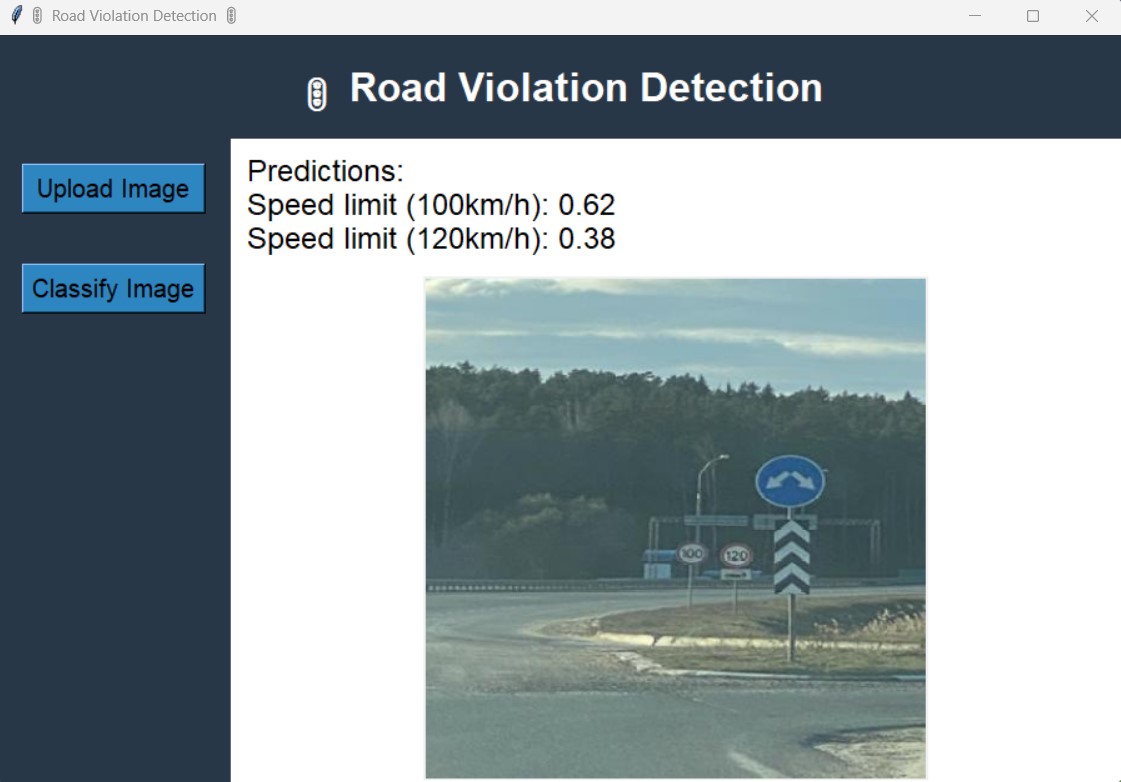 Road Violation Detection
Road Violation Detection
Upload Image
Classify Image
Predictions:
Speed limit (100km/h): 0.62
Speed limit (120km/h): 0.38
100
120